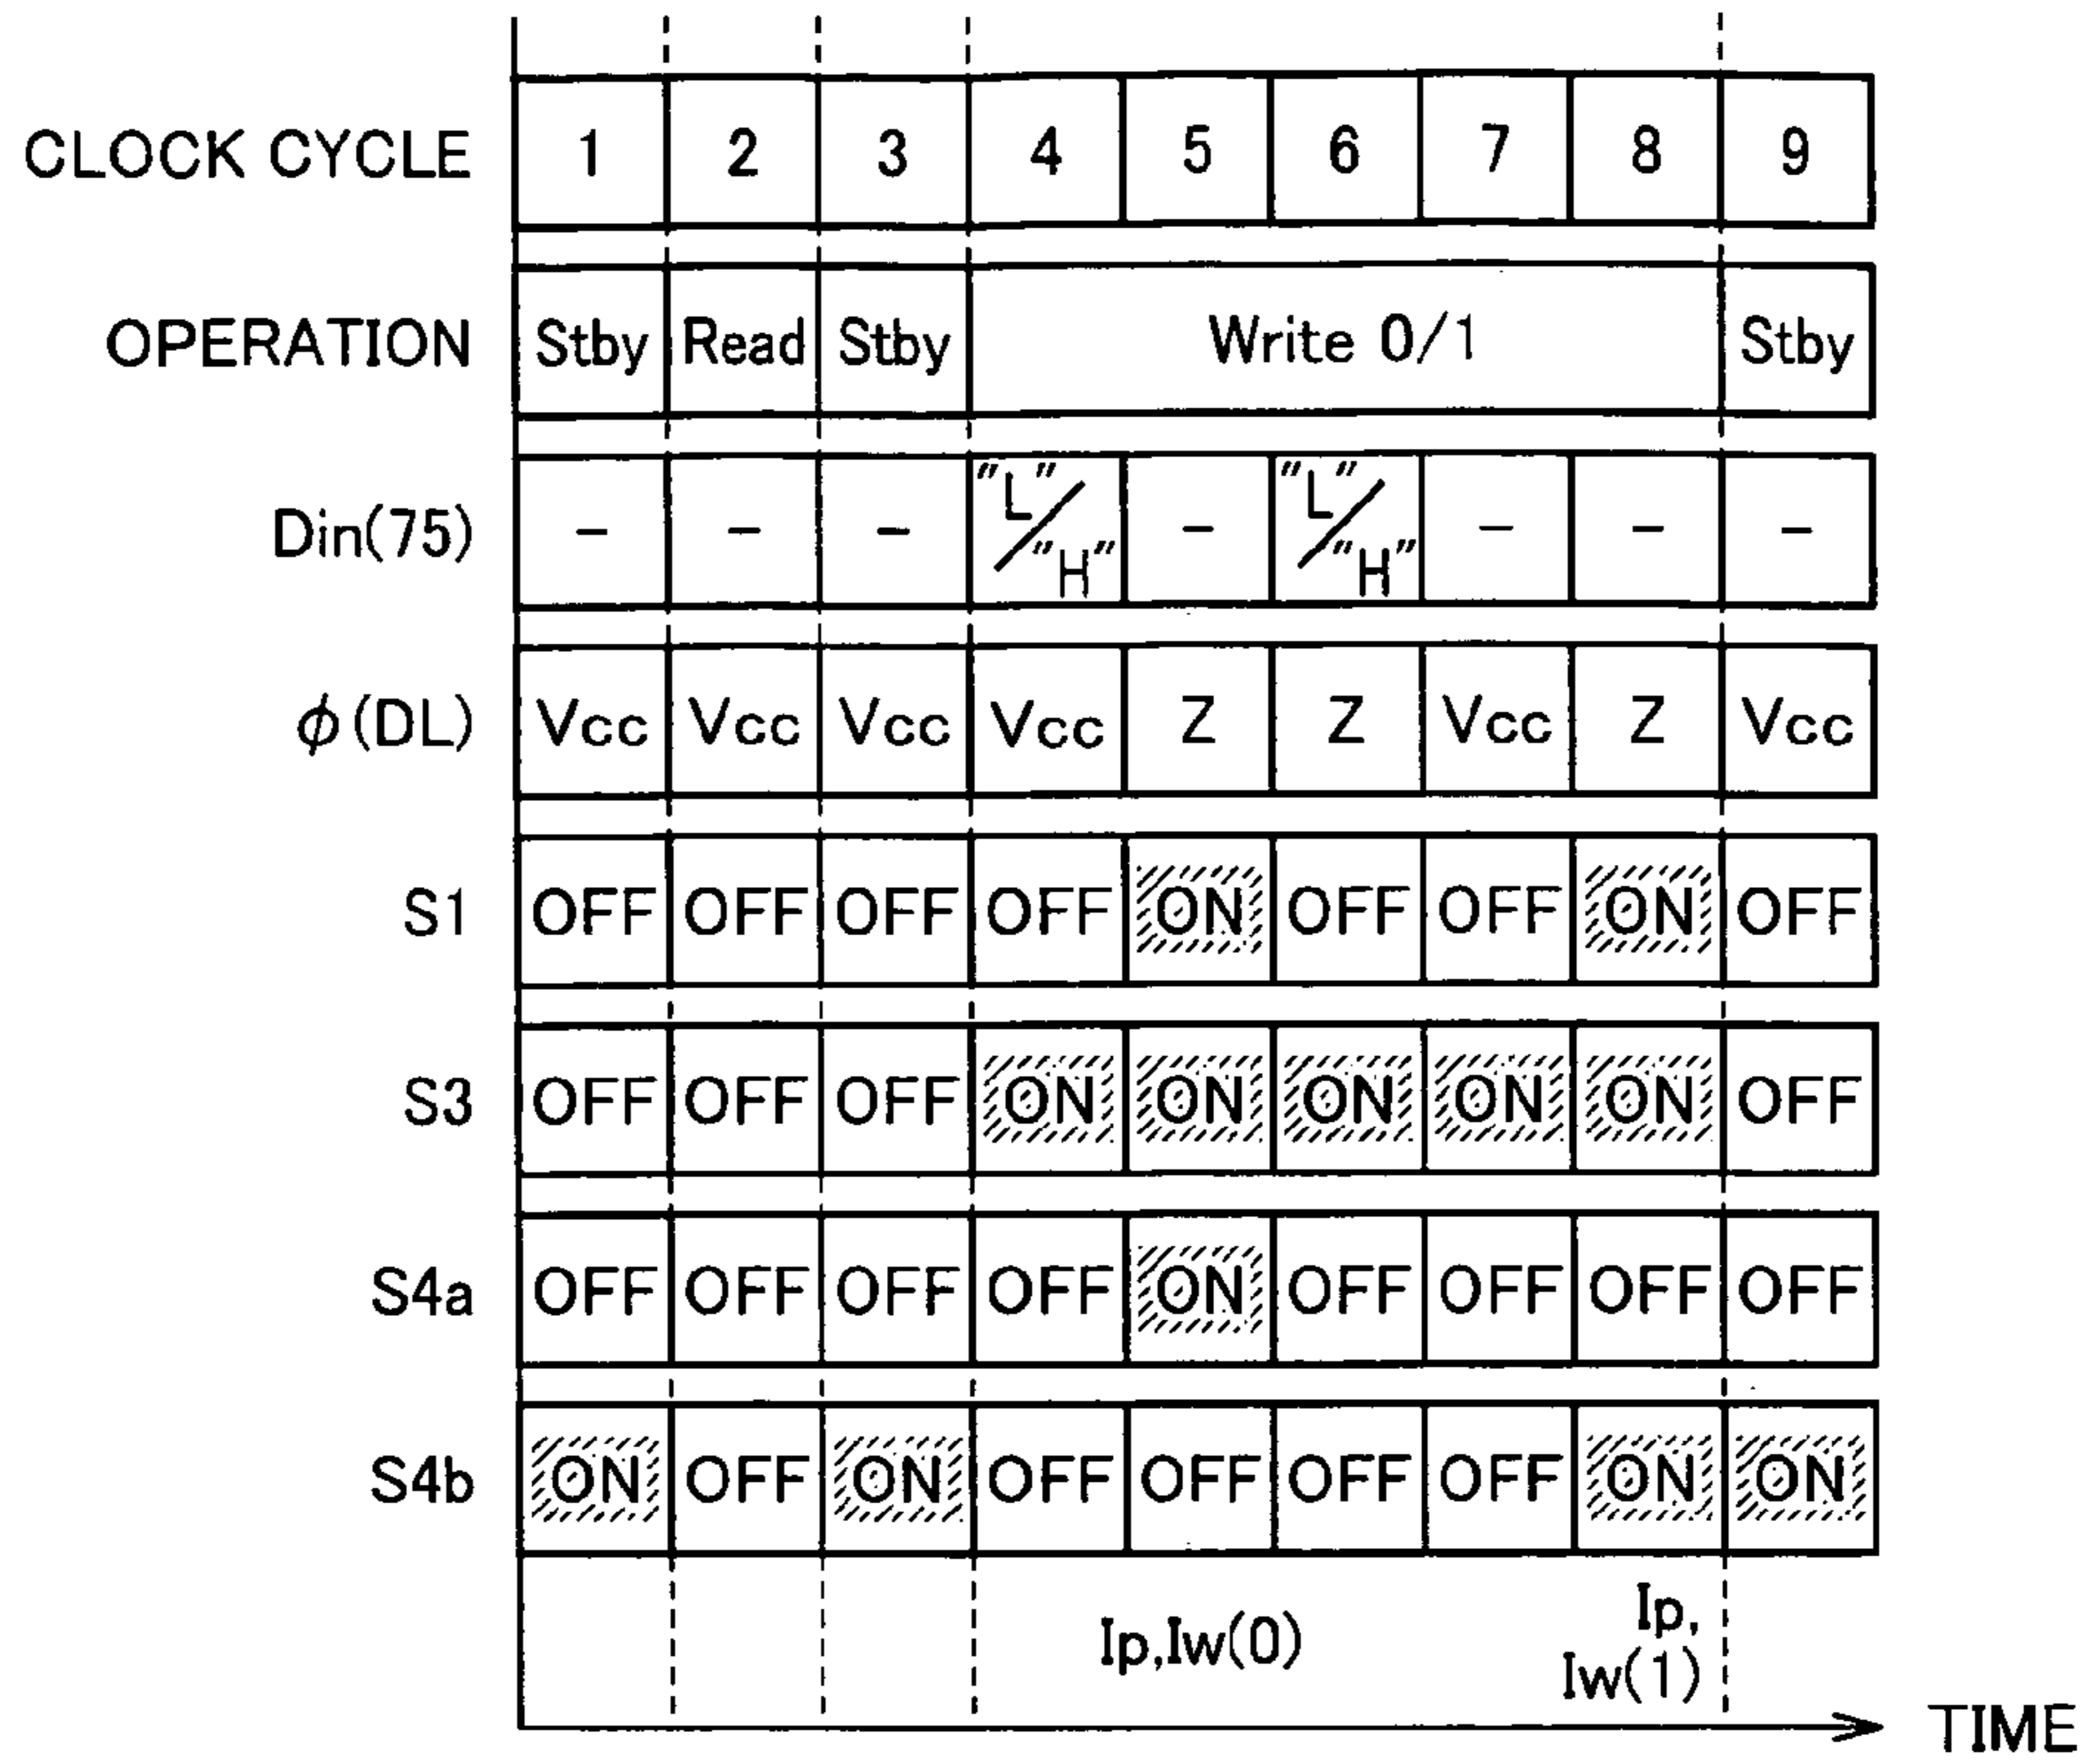 CLOCK CYCLE 1 2 3 4 5 6 7 8 9
OPERATION Stby Read Stby Write 0/1 Stby
Din(75) - - - "L"/"H" - "L"/"H" - - -
ϕ(DL) Vcc Vcc Vcc Vcc Z Z Vcc Z Vcc
S1 OFF OFF OFF OFF ON OFF OFF ON OFF
S3 OFF OFF OFF ON ON ON ON ON OFF
S4a OFF OFF OFF OFF ON OFF OFF OFF OFF
S4b ON OFF ON OFF OFF OFF OFF ON ON
Ip,Iw(0)
Ip,
Iw(1)
TIME